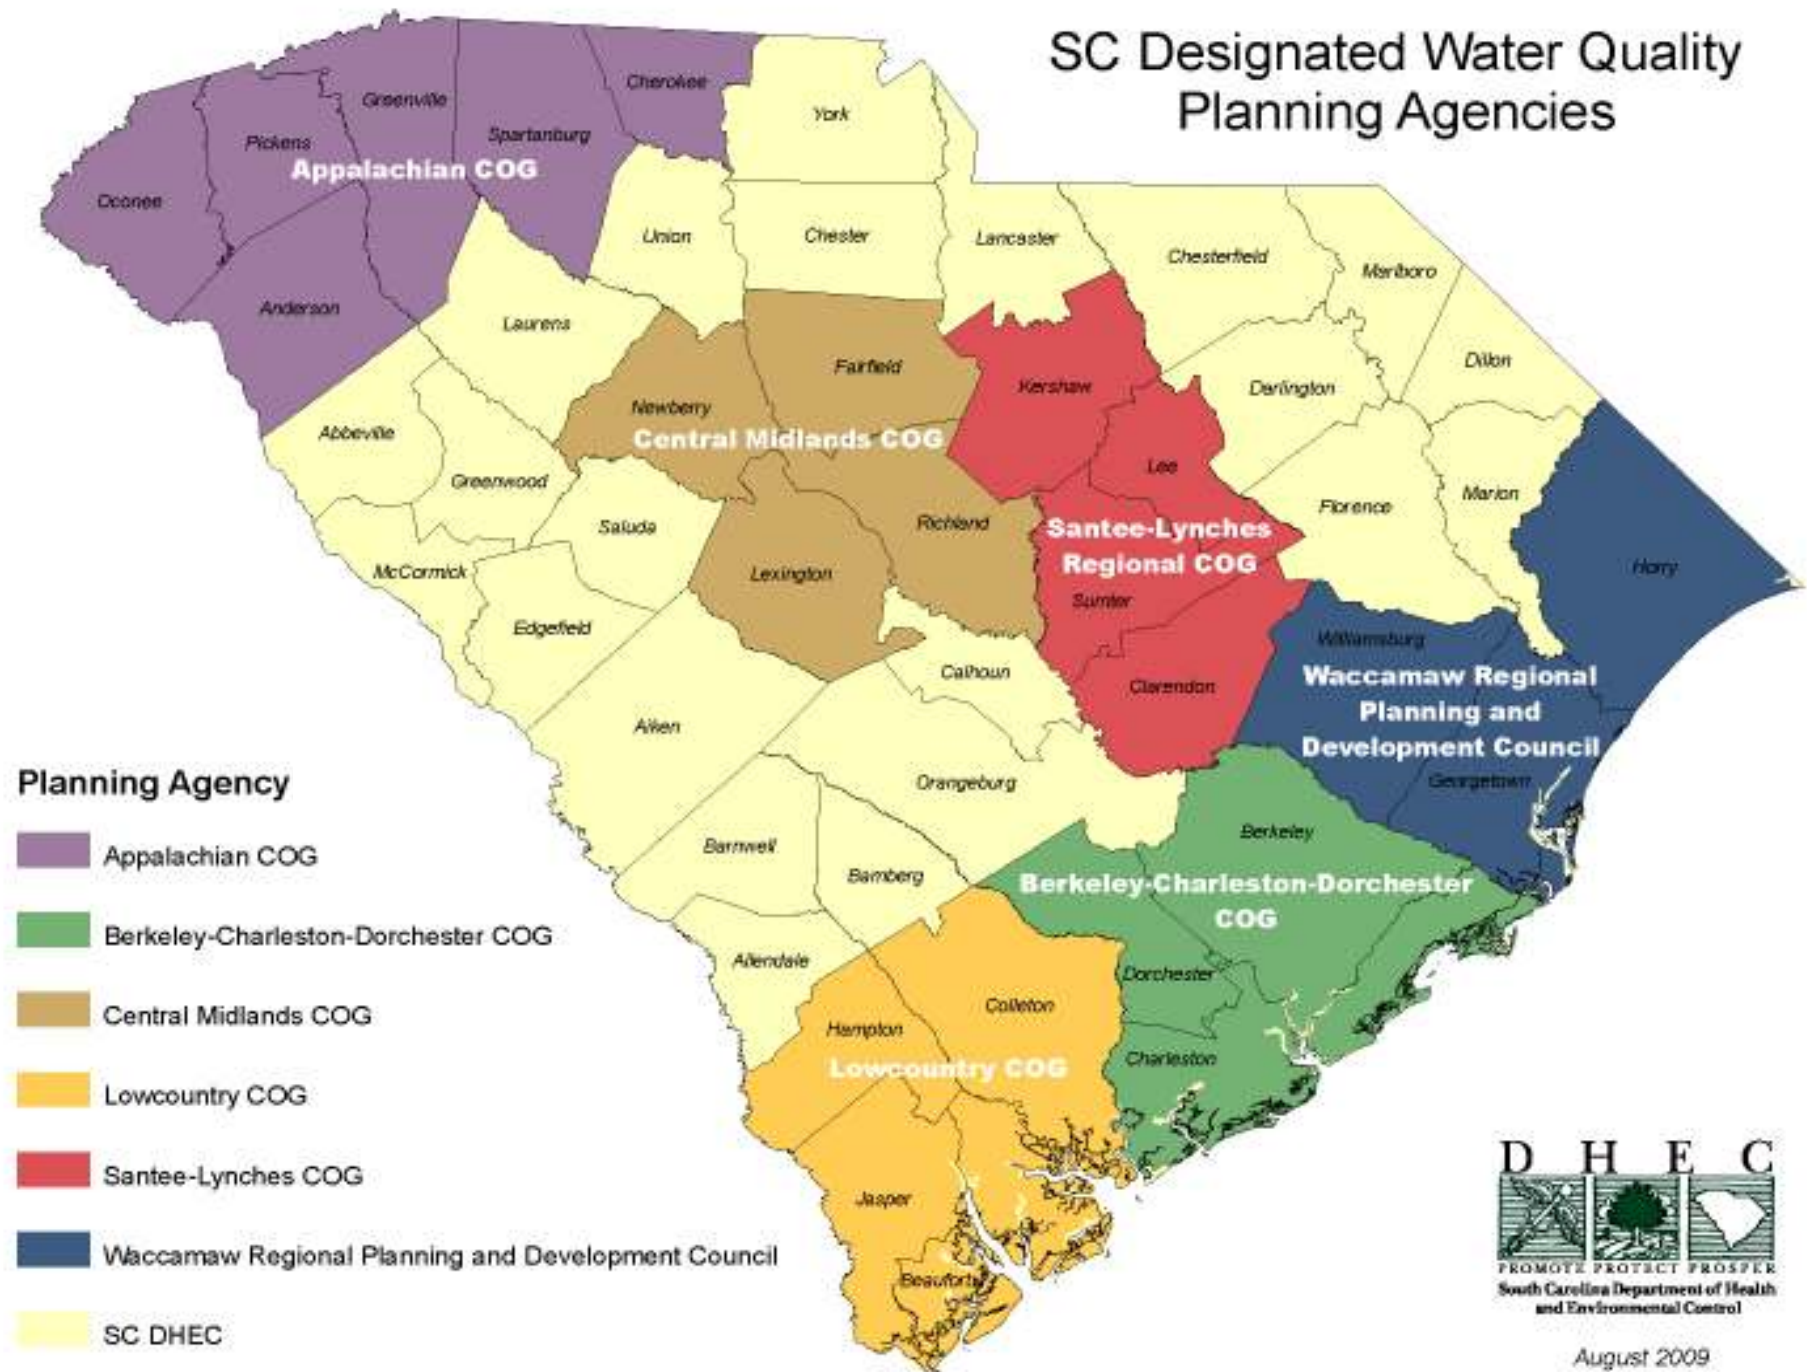 SC Designated Water Quality
Planning Agencies
Cherokee
Greenville
York
Spartanburg
Pickens
Appalachian COG
Oconee
Union
Chester
Lancaster
Chesterfield
Marlboro
Anderson
Laurens
Dillon
Fairfield
Kershaw
Darlington
Newberry
Abbeville
Central Midlands COG
Lee
Greenwood
Marion
Florence
Saluda
Richland
Santee-Lynches
Regional COG
McCormick
Lexington
Horry
Sumter
Edgefield
Williamsburg
Calhoun
Clarendon
Waccamaw Regional
Planning and
Development Council
Aiken
Orangeburg
Georgetown
Berkeley
Barnwell
Bamberg
Berkeley-Charleston-Dorchester
COG
Allendale
Dorchester
Colleton
Hampton
Charleston
Lowcountry COG
Jasper
Beaufort
Planning Agency
Appalachian COG
Berkeley-Charleston-Dorchester COG
Central Midlands COG
Lowcountry COG
Santee-Lynches COG
Waccamaw Regional Planning and Development Council
SC DHEC
D H E C
PROMOTE PROTECT PROSPER
South Carolina Department of Health
and Environmental Control
August 2009